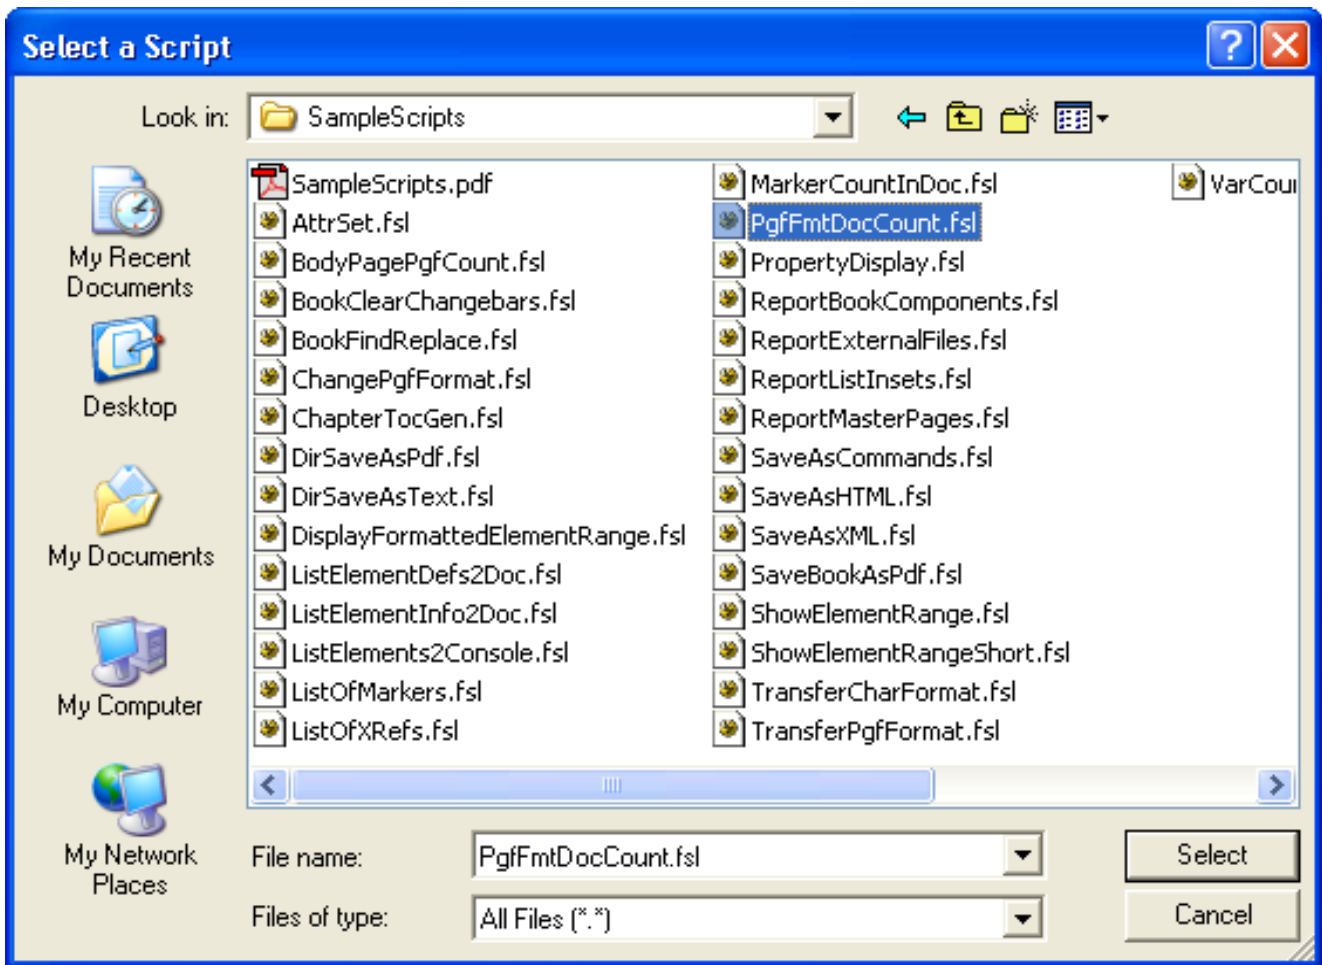 Select a Script
Look in: SampleScripts
My Recent
Documents
Desktop
My Documents
My Computer
My Network
Places
SampleScripts.pdf
AttrSet.fsl
BodyPagePgfCount.fsl
BookClearChangebars.fsl
BookFindReplace.fsl
ChangePgfFormat.fsl
ChapterTocGen.fsl
DirSaveAsPdf.fsl
DirSaveAsText.fsl
DisplayFormattedElementRange.fsl
ListElementDefs2Doc.fsl
ListElementInfo2Doc.fsl
ListElements2Console.fsl
ListOfMarkers.fsl
ListOfXRefs.fsl
MarkerCountInDoc.fsl
PgfFmtDocCount.fsl
PropertyDisplay.fsl
ReportBookComponents.fsl
ReportExternalFiles.fsl
ReportListInsets.fsl
ReportMasterPages.fsl
SaveAsCommands.fsl
SaveAsHTML.fsl
SaveAsXML.fsl
SaveBookAsPdf.fsl
ShowElementRange.fsl
ShowElementRangeShort.fsl
TransferCharFormat.fsl
TransferPgfFormat.fsl
File name: PgfFmtDocCount.fsl
Select
Files of type: All Files (*.*)
Cancel